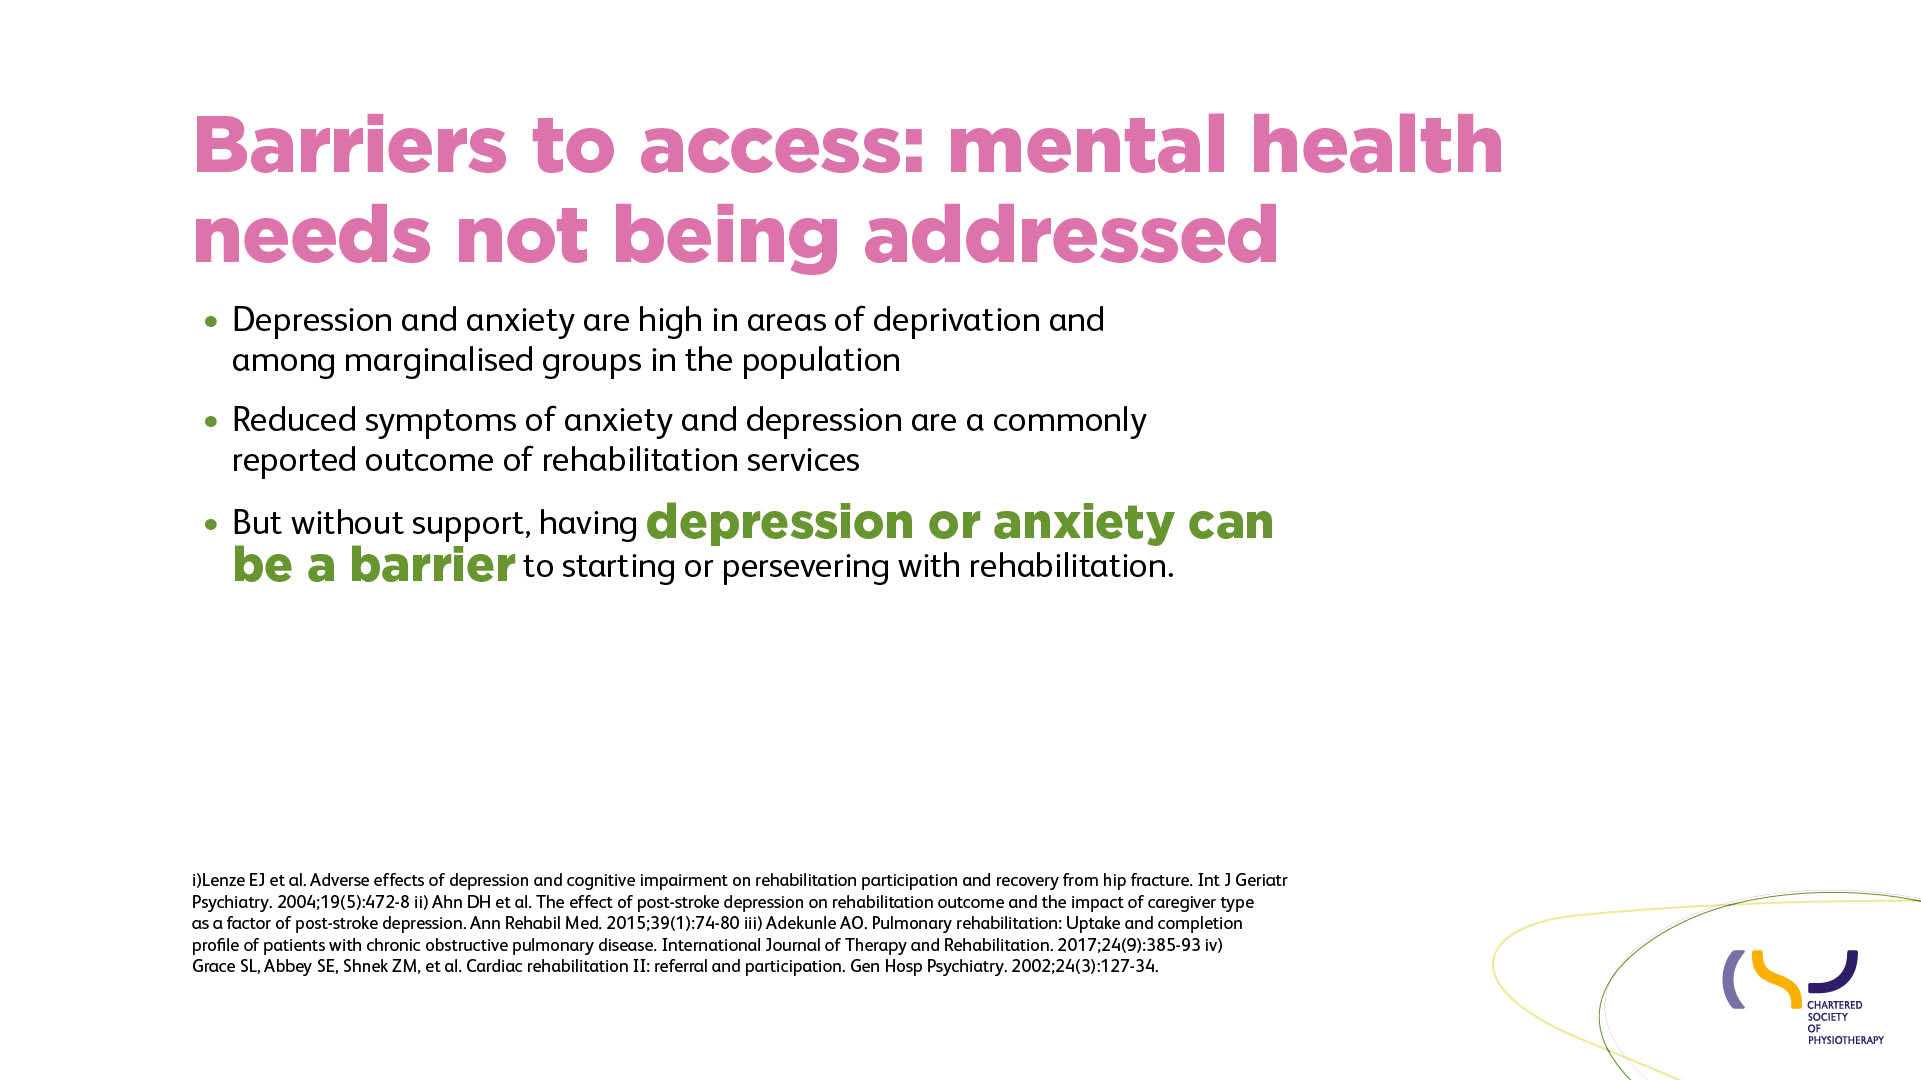 Barriers to access: mental health
needs not being addressed
• Depression and anxiety are high in areas of deprivation and
among marginalised groups in the population
• Reduced symptoms of anxiety and depression are a commonly
reported outcome of rehabilitation services
• But without support, having depression or anxiety can
be a barrier to starting or persevering with rehabilitation.
i)Lenze EJ et al. Adverse effects of depression and cognitive impairment on rehabilitation participation and recovery from hip fracture. Int J Geriatr
Psychiatry. 2004;19(5):472-8 ii) Ahn DH et al. The effect of post-stroke depression on rehabilitation outcome and the impact of caregiver type
as a factor of post-stroke depression. Ann Rehabil Med. 2015;39(1):74-80 iii) Adekunle AO. Pulmonary rehabilitation: Uptake and completion
profile of patients with chronic obstructive pulmonary disease. International Journal of Therapy and Rehabilitation. 2017;24(9):385-93 iv)
Grace SL, Abbey SE, Shnek ZM, et al. Cardiac rehabilitation II: referral and participation. Gen Hosp Psychiatry. 2002;24(3):127-34.
CHARTERED
SOCIETY
OF
PHYSIOTHERAPY